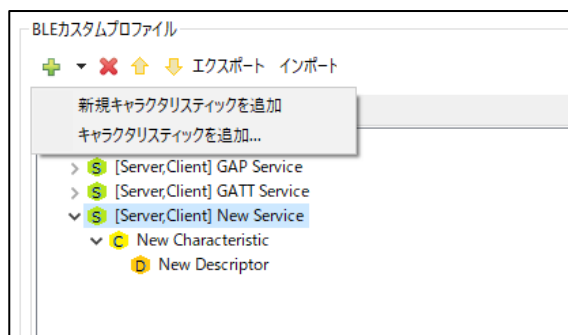 BLEカスタムプロファイル
エクスポート インポート
新規キャラクタリスティックを追加
キャラクタリスティックを追加...
S [Server,Client] GAP Service
S [Server,Client] GATT Service
S [Server,Client] New Service
C New Characteristic
D New Descriptor